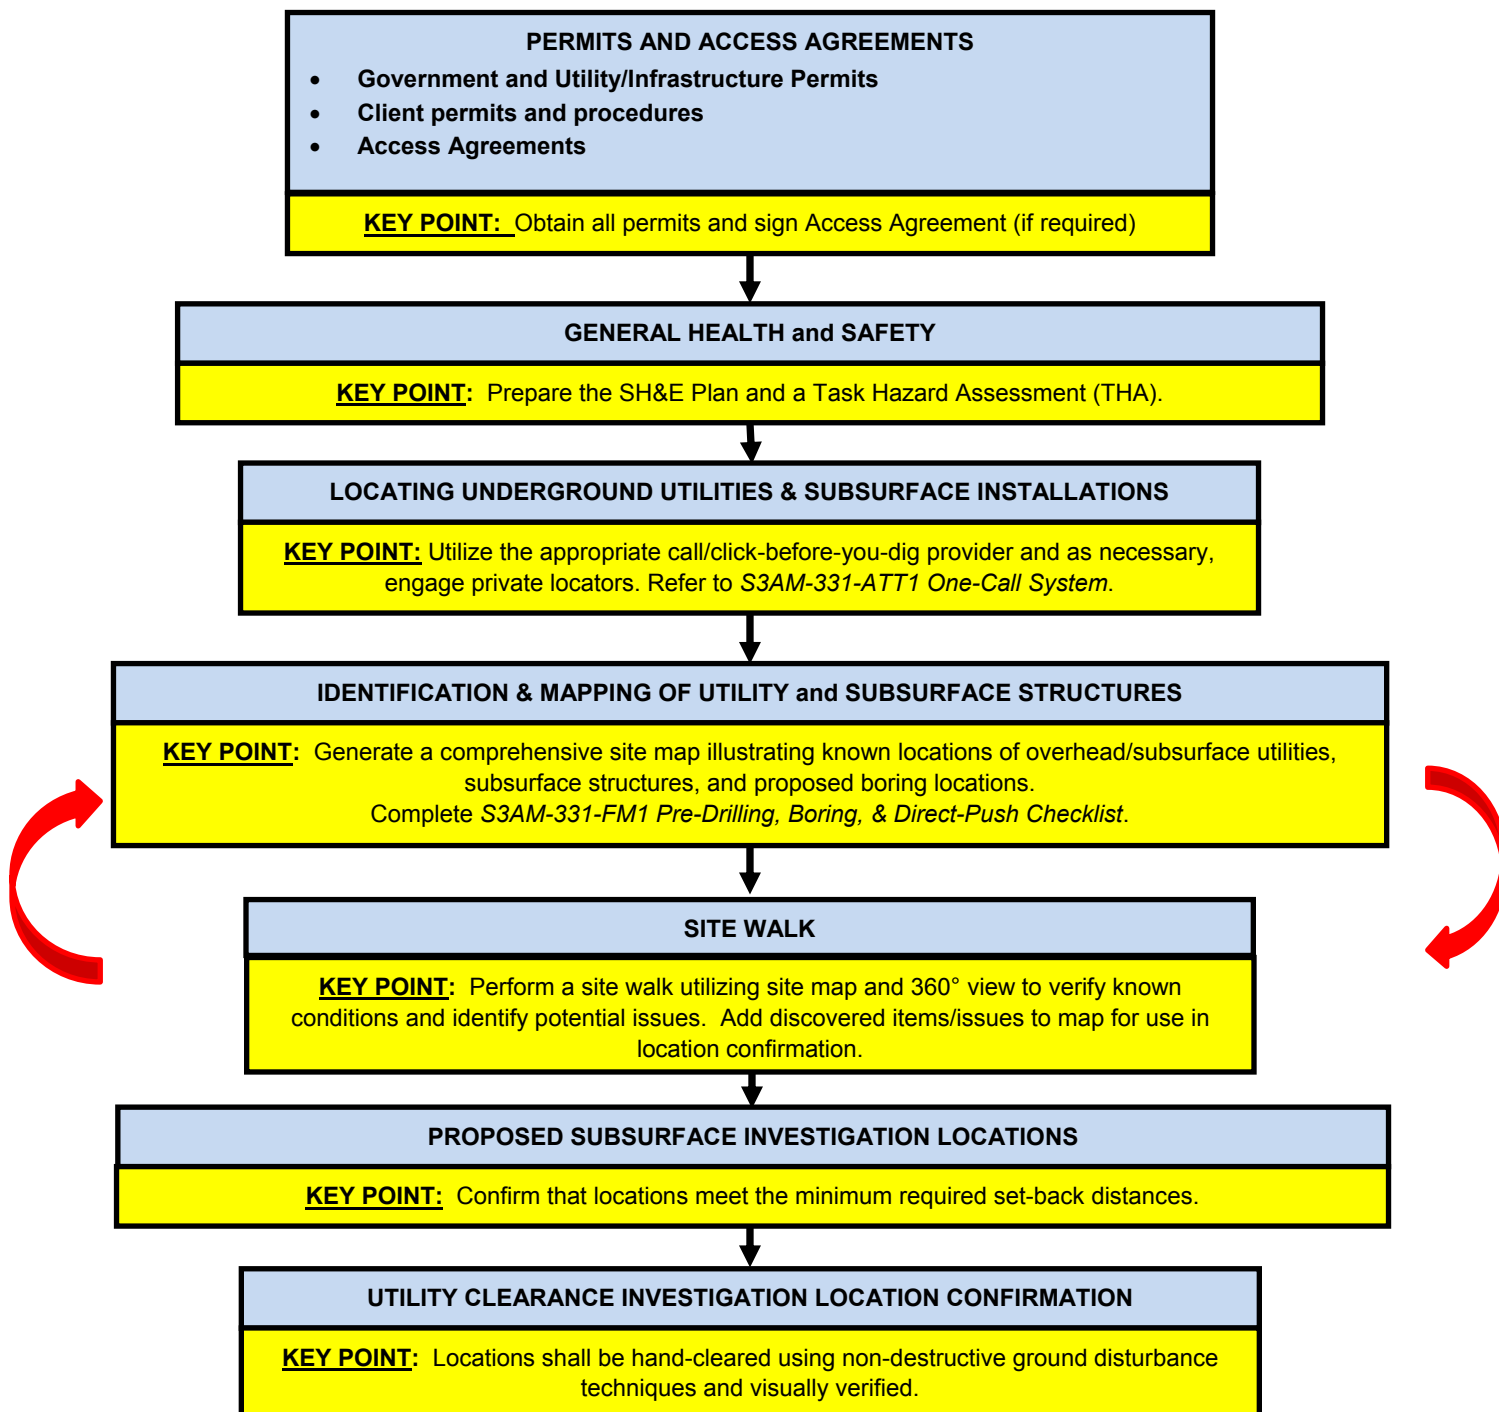 PERMITS AND ACCESS AGREEMENTS
• Government and Utility/Infrastructure Permits
• Client permits and procedures
• Access Agreements
KEY POINT: Obtain all permits and sign Access Agreement (if required)
GENERAL HEALTH and SAFETY
KEY POINT: Prepare the SH&E Plan and a Task Hazard Assessment (THA).
LOCATING UNDERGROUND UTILITIES & SUBSURFACE INSTALLATIONS
KEY POINT: Utilize the appropriate call/click-before-you-dig provider and as necessary,
engage private locators. Refer to S3AM-331-ATT1 One-Call System.
IDENTIFICATION & MAPPING OF UTILITY and SUBSURFACE STRUCTURES
KEY POINT: Generate a comprehensive site map illustrating known locations of overhead/subsurface utilities,
subsurface structures, and proposed boring locations.
Complete S3AM-331-FM1 Pre-Drilling, Boring, & Direct-Push Checklist.
SITE WALK
KEY POINT: Perform a site walk utilizing site map and 360° view to verify known
conditions and identify potential issues. Add discovered items/issues to map for use in
location confirmation.
PROPOSED SUBSURFACE INVESTIGATION LOCATIONS
KEY POINT: Confirm that locations meet the minimum required set-back distances.
UTILITY CLEARANCE INVESTIGATION LOCATION CONFIRMATION
KEY POINT: Locations shall be hand-cleared using non-destructive ground disturbance
techniques and visually verified.